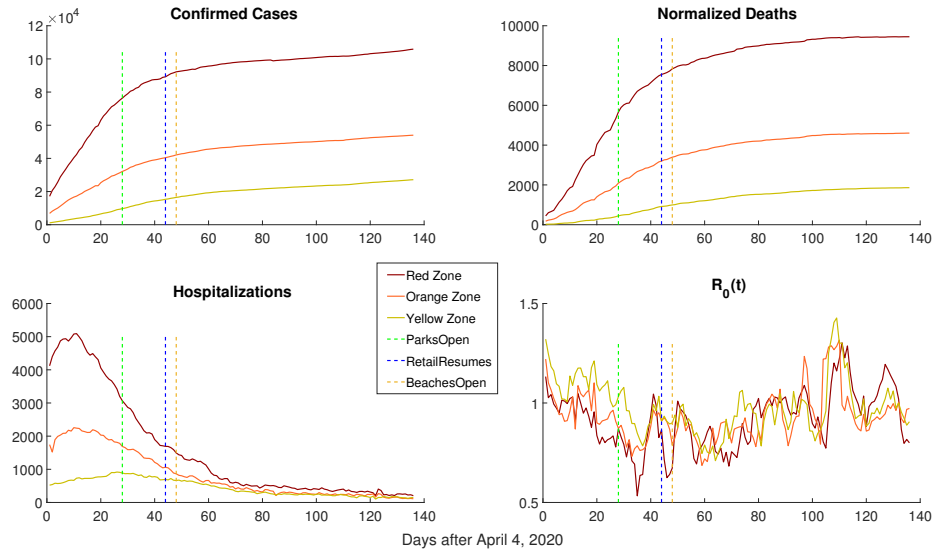 Confirmed Cases
×10⁴
12
10
8
6
4
2
0
0 20 40 60 80 100 120 140
Normalized Deaths
10000
8000
6000
4000
2000
0
0 20 40 60 80 100 120 140
Hospitalizations
6000
5000
4000
3000
2000
1000
0
0 20 40 60 80 100 120 140
Red Zone
Orange Zone
Yellow Zone
ParksOpen
RetailResumes
BeachesOpen
R₀(t)
1.5
1
0.5
0 20 40 60 80 100 120 140
Days after April 4, 2020